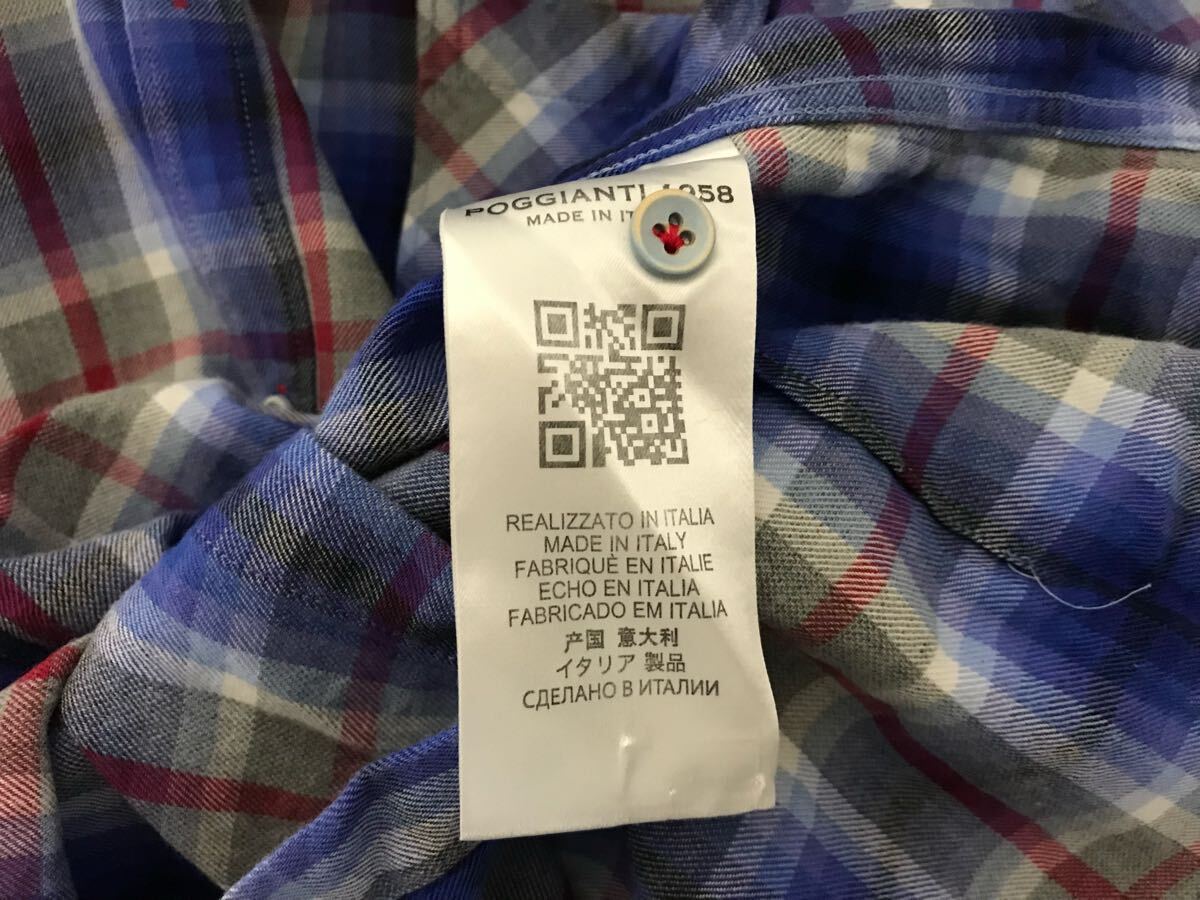 POGGIANTI 1958
MADE IN
REALIZZATO IN ITALIA
MADE IN ITALY
FABRIQUÈ EN ITALIE
ECHO EN ITALIA
FABRICADO EM ITALIA
产国 意大利
イタリア 製品
СДЕЛАНО В ИТАЛИИ